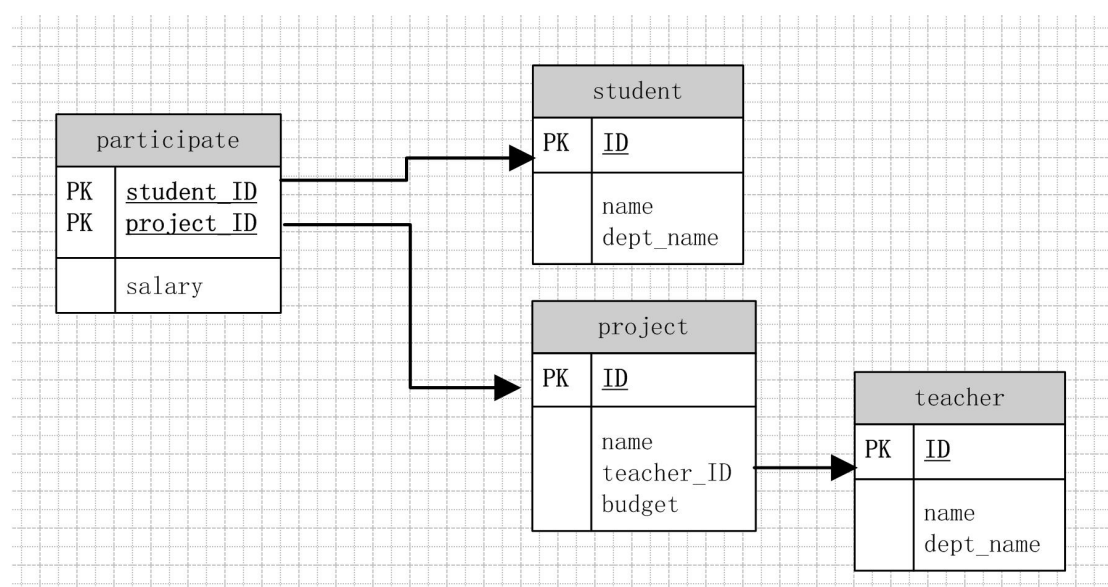 participate
PK student_ID
PK project_ID
salary
student
PK ID
name
dept_name
project
PK ID
name
teacher_ID
budget
teacher
PK ID
name
dept_name